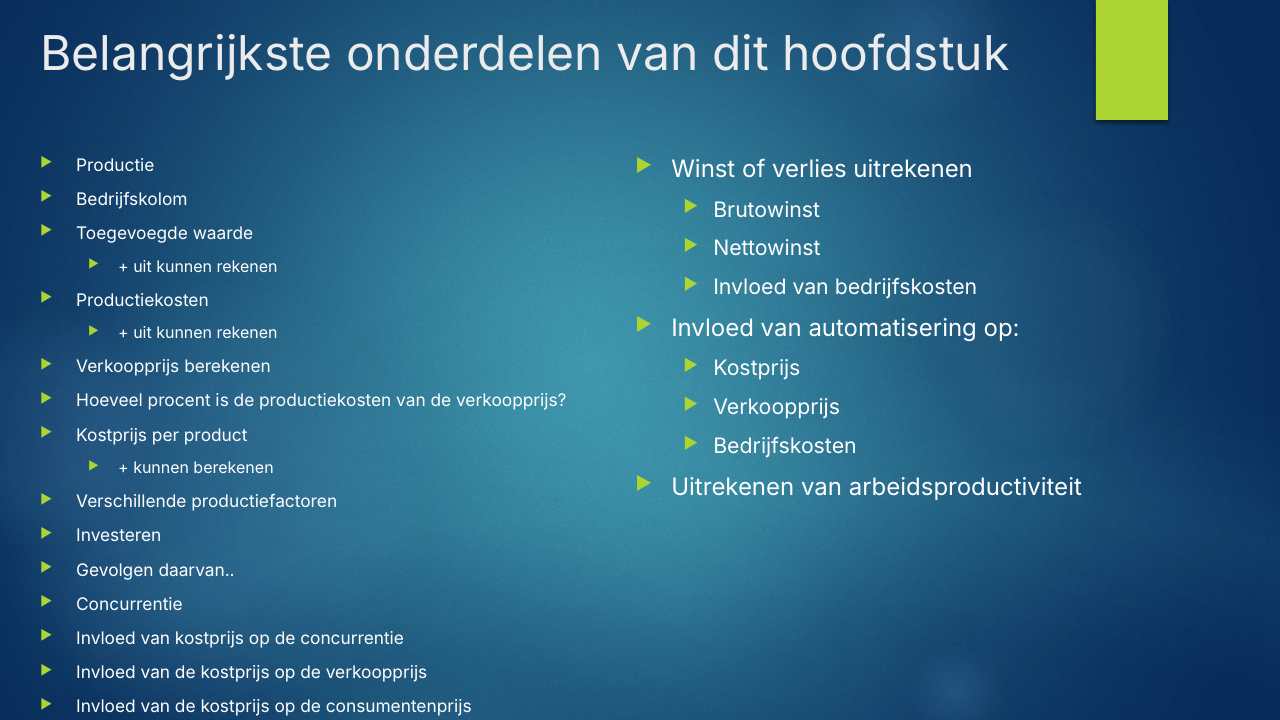 Belangrijkste onderdelen van dit hoofdstuk
Productie
Bedrijfskolom
Toegevoegde waarde
+ uit kunnen rekenen
Productiekosten
+ uit kunnen rekenen
Verkoopprijs berekenen
Hoeveel procent is de productiekosten van de verkoopprijs?
Kostprijs per product
+ kunnen berekenen
Verschillende productiefactoren
Investeren
Gevolgen daarvan..
Concurrentie
Invloed van kostprijs op de concurrentie
Invloed van de kostprijs op de verkoopprijs
Invloed van de kostprijs op de consumentenprijs
Winst of verlies uitrekenen
Brutowinst
Nettowinst
Invloed van bedrijfskosten
Invloed van automatisering op:
Kostprijs
Verkoopprijs
Bedrijfskosten
Uitrekenen van arbeidsproductiviteit